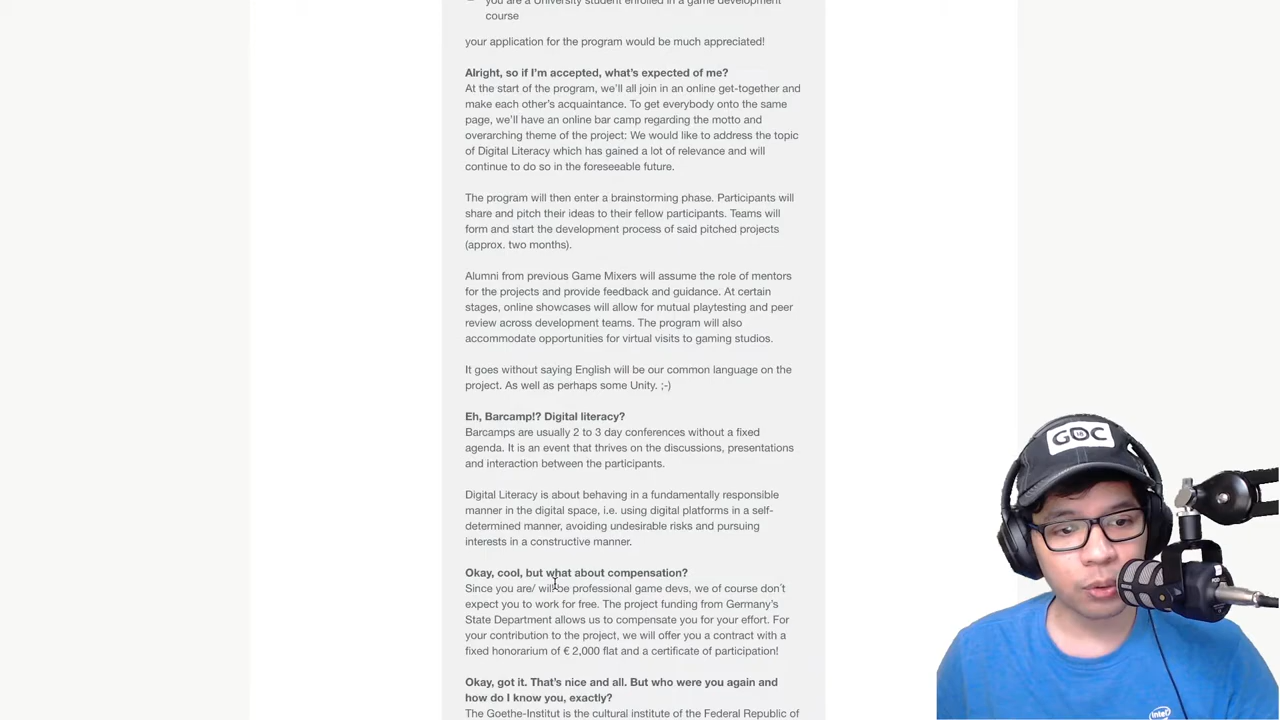 you are a University student enrolled in a game development
course
your application for the program would be much appreciated!
Alright, so if I'm accepted, what's expected of me?
At the start of the program, we'll all join in an online get-together and
make each other's acquaintance. To get everybody onto the same
page, we'll have an online bar camp regarding the motto and
overarching theme of the project: We would like to address the topic
of Digital Literacy which has gained a lot of relevance and will
continue to do so in the foreseeable future.
The program will then enter a brainstorming phase. Participants will
share and pitch their ideas to their fellow participants. Teams will
form and start the development process of said pitched projects
(approx. two months).
Alumni from previous Game Mixers will assume the role of mentors
for the projects and provide feedback and guidance. At certain
stages, online showcases will allow for mutual playtesting and peer
review across development teams. The program will also
accommodate opportunities for virtual visits to gaming studios.
It goes without saying English will be our common language on the
project. As well as perhaps some Unity. ;-)
Eh, Barcamp!? Digital literacy?
Barcamps are usually 2 to 3 day conferences without a fixed
agenda. It is an event that thrives on the discussions, presentations
and interaction between the participants.
Digital Literacy is about behaving in a fundamentally responsible
manner in the digital space, i.e. using digital platforms in a self-
determined manner, avoiding undesirable risks and pursuing
interests in a constructive manner.
Okay, cool, but what about compensation?
Since you are/ will be professional game devs, we of course don´t
expect you to work for free. The project funding from Germany's
State Department allows us to compensate you for your effort. For
your contribution to the project, we will offer you a contract with a
fixed honorarium of € 2,000 flat and a certificate of participation!
Okay, got it. That's nice and all. But who were you again and
how do I know you, exactly?
The Goethe-Institut is the cultural institute of the Federal Republic of
GDC
18
intel